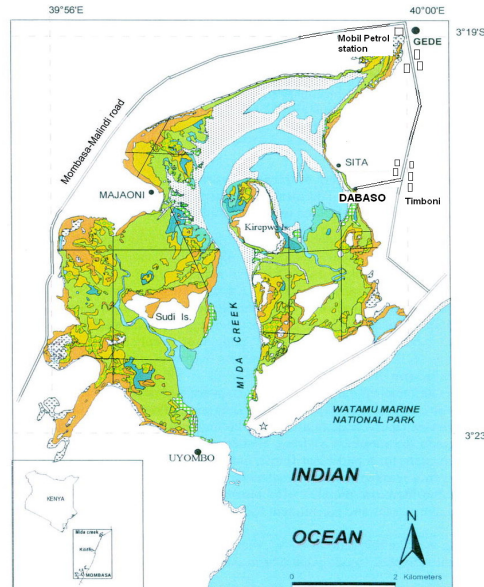 39°56'E
40°00'E
3°19'S
Mobil Petrol
station
GEDE
Mombasa-Malindi road
SITA
MAJAONI
DABASO
Timboni
Kirepwe Is.
Sudi Is.
MIDA CREEK
WATAMU MARINE
NATIONAL PARK
3°23
UYOMBO
INDIAN
OCEAN
N
KENYA
Mida creek
Kilifi
MOMBASA
0 2 Kilometers